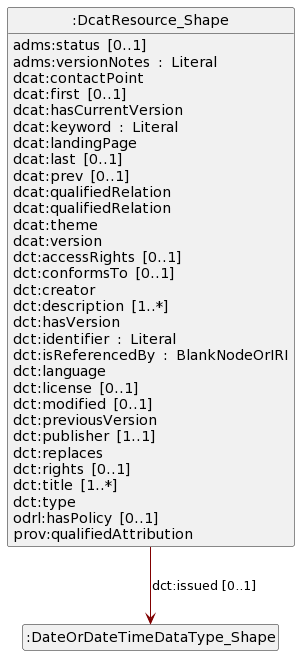 :DcatResource_Shape
adms:status [0..1]
adms:versionNotes : Literal
dcat:contactPoint
dcat:first [0..1]
dcat:hasCurrentVersion
dcat:keyword : Literal
dcat:landingPage
dcat:last [0..1]
dcat:prev [0..1]
dcat:qualifiedRelation
dcat:qualifiedRelation
dcat:theme
dcat:version
dct:accessRights [0..1]
dct:conformsTo [0..1]
dct:creator
dct:description [1..*]
dct:hasVersion
dct:identifier : Literal
dct:isReferencedBy : BlankNodeOrIRI
dct:language
dct:license [0..1]
dct:modified [0..1]
dct:previousVersion
dct:publisher [1..1]
dct:replaces
dct:rights [0..1]
dct:title [1..*]
dct:type
odrl:hasPolicy [0..1]
prov:qualifiedAttribution
dct:issued [0..1]
:DateOrDateTimeDataType_Shape